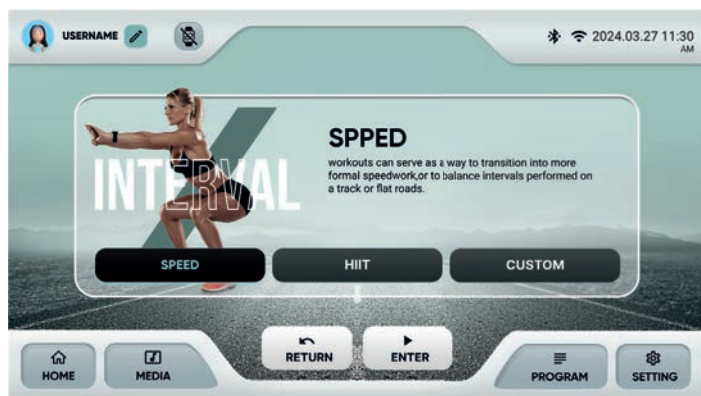 USERNAME
2024.03.27 11:30
AM
INTERVAL
SPPED
workouts can serve as a way to transition into more
formal speedwork,or to balance intervals performed on
a track or flat roads.
SPEED
HIIT
CUSTOM
RETURN
ENTER
HOME
MEDIA
PROGRAM
SETTING